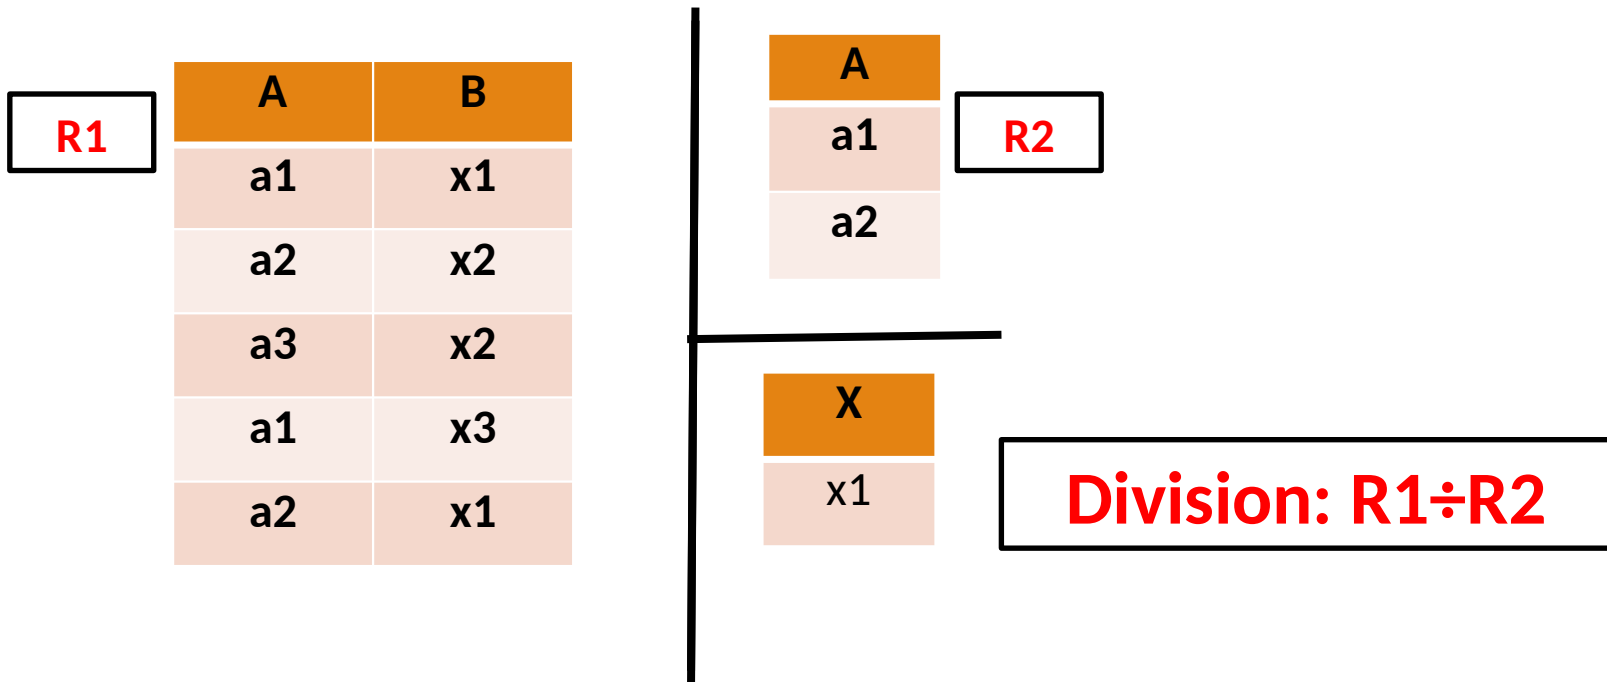 R1
A B
a1 x1
a2 x2
a3 x2
a1 x3
a2 x1
A
a1
a2
R2
X
x1
Division: R1÷R2